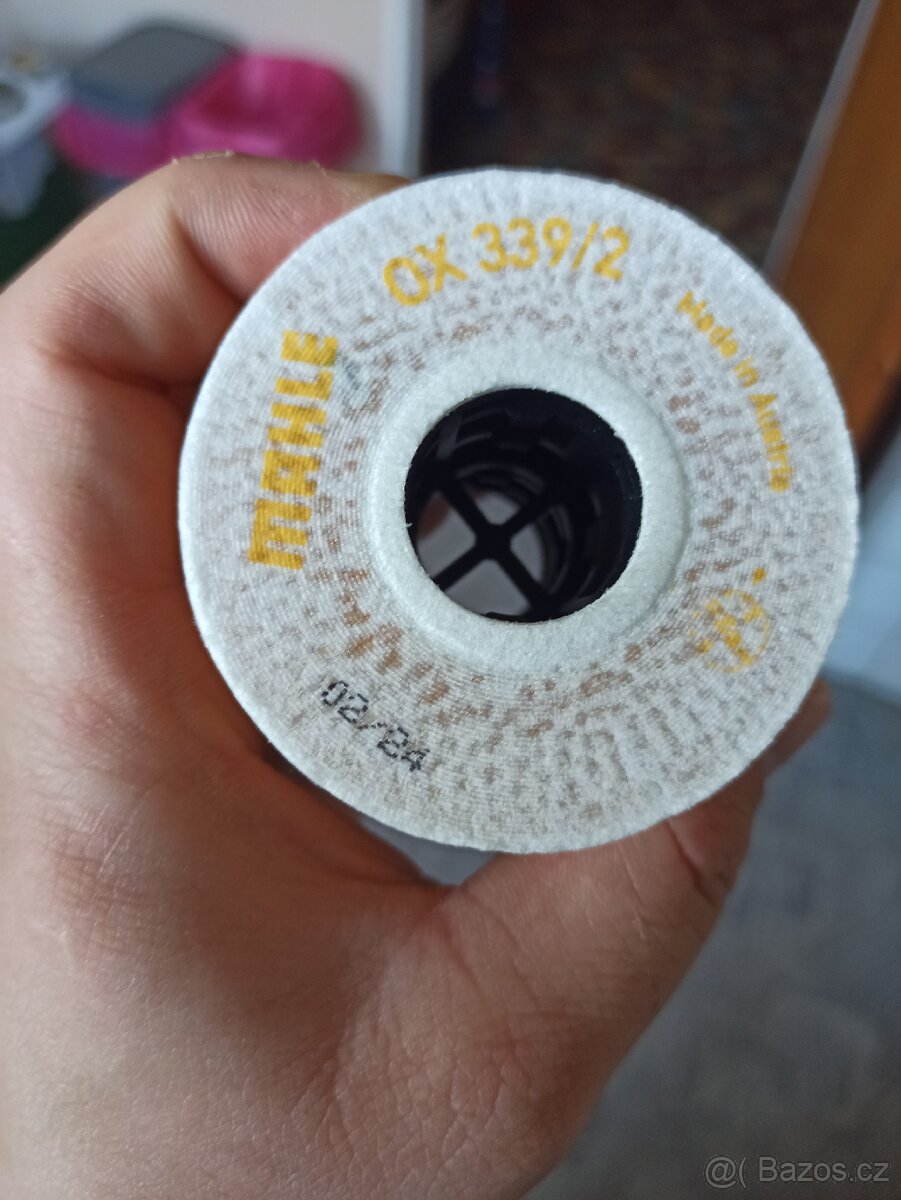 OX 339/2
MAHLE
Made in Austria
02/24
@( Bazos.cz